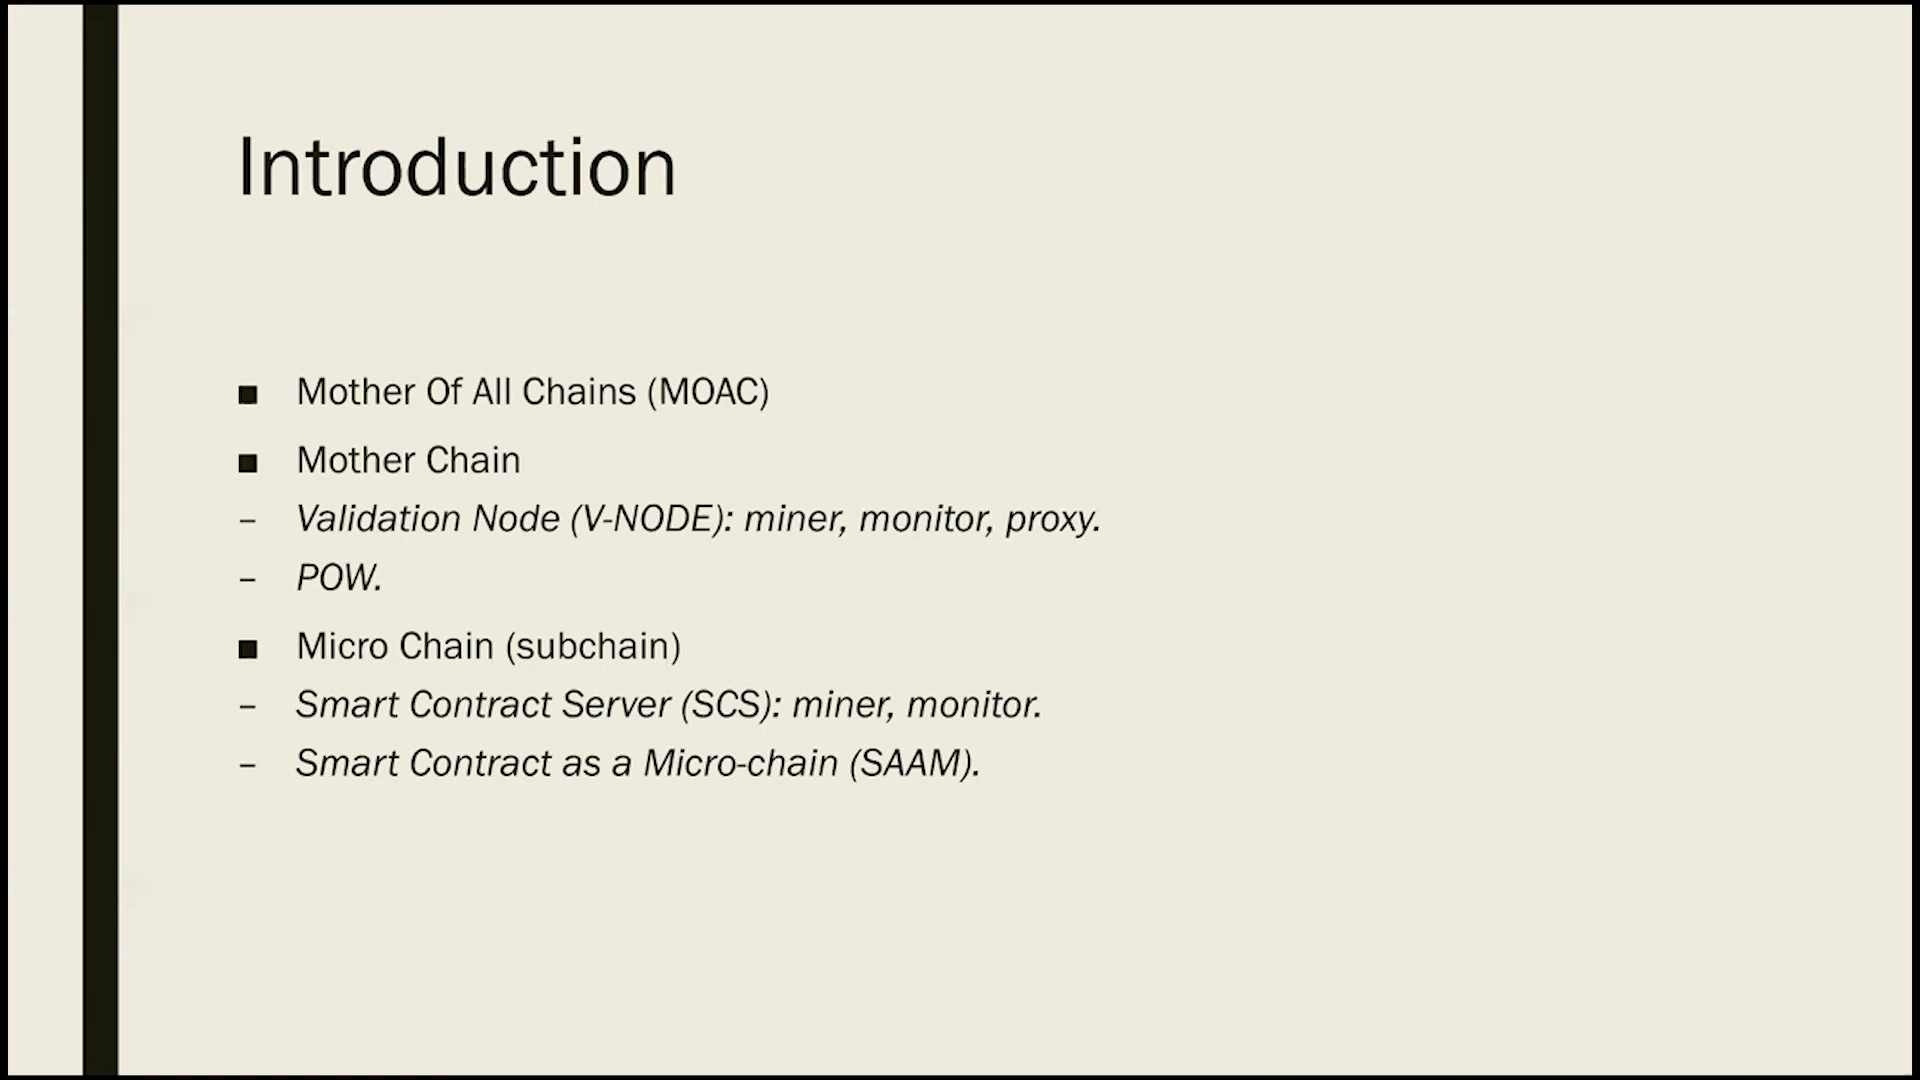 Introduction
■ Mother Of All Chains (MOAC)
■ Mother Chain
– Validation Node (V-NODE): miner, monitor, proxy.
– POW.
■ Micro Chain (subchain)
– Smart Contract Server (SCS): miner, monitor.
– Smart Contract as a Micro-chain (SAAM).